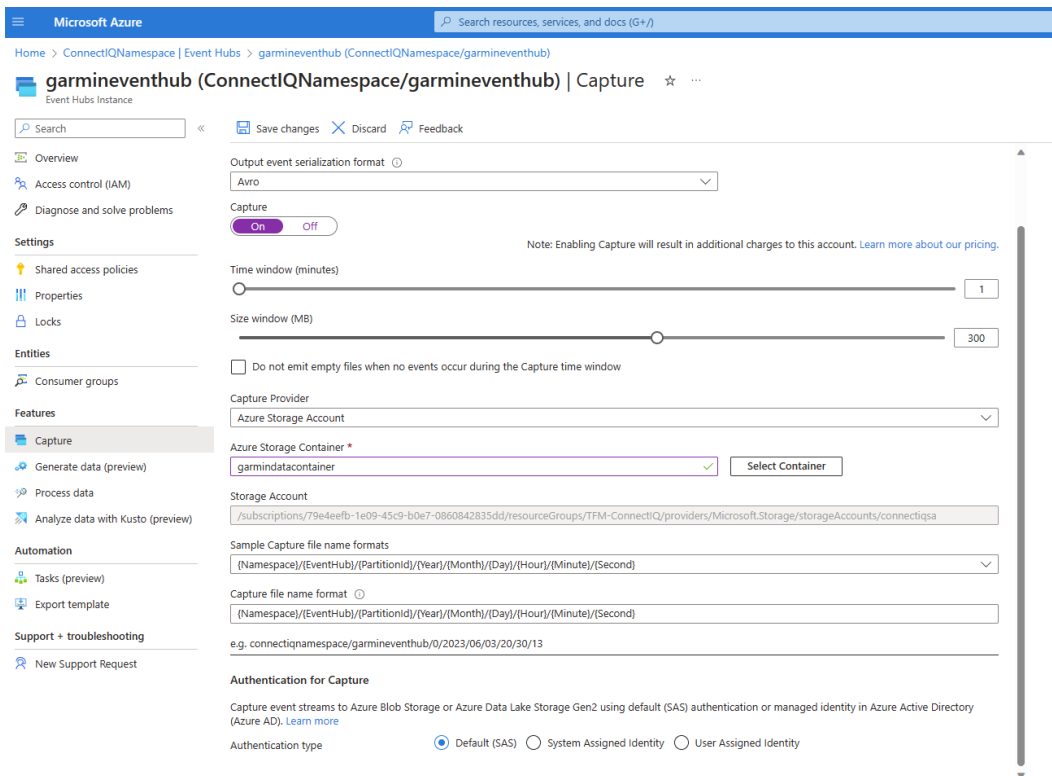 Microsoft Azure
Search resources, services, and docs (G+/)
Home > ConnectIQNamespace | Event Hubs > garmineventhub (ConnectIQNamespace/garmineventhub)
garmineventhub (ConnectIQNamespace/garmineventhub) | Capture
Event Hubs Instance
Search
Overview
Access control (IAM)
Diagnose and solve problems
Settings
Shared access policies
Properties
Locks
Entities
Consumer groups
Features
Capture
Generate data (preview)
Process data
Analyze data with Kusto (preview)
Automation
Tasks (preview)
Export template
Support + troubleshooting
New Support Request
Save changes Discard Feedback
Output event serialization format
Avro
Capture
On Off
Note: Enabling Capture will result in additional charges to this account. Learn more about our pricing.
Time window (minutes)
1
Size window (MB)
300
Do not emit empty files when no events occur during the Capture time window
Capture Provider
Azure Storage Account
Azure Storage Container *
garmindatacontainer
Select Container
Storage Account
/subscriptions/79e4eefb-1e09-45c9-b0e7-0860842835dd/resourceGroups/TFM-ConnectIQ/providers/Microsoft.Storage/storageAccounts/connectiqsa
Sample Capture file name formats
{Namespace}/{EventHub}/{PartitionId}/{Year}/{Month}/{Day}/{Hour}/{Minute}/{Second}
Capture file name format
{Namespace}/{EventHub}/{PartitionId}/{Year}/{Month}/{Day}/{Hour}/{Minute}/{Second}
e.g. connectiqnamespace/garmineventhub/0/2023/06/03/20/30/13
Authentication for Capture
Capture event streams to Azure Blob Storage or Azure Data Lake Storage Gen2 using default (SAS) authentication or managed identity in Azure Active Directory
(Azure AD). Learn more
Authentication type
Default (SAS) System Assigned Identity User Assigned Identity